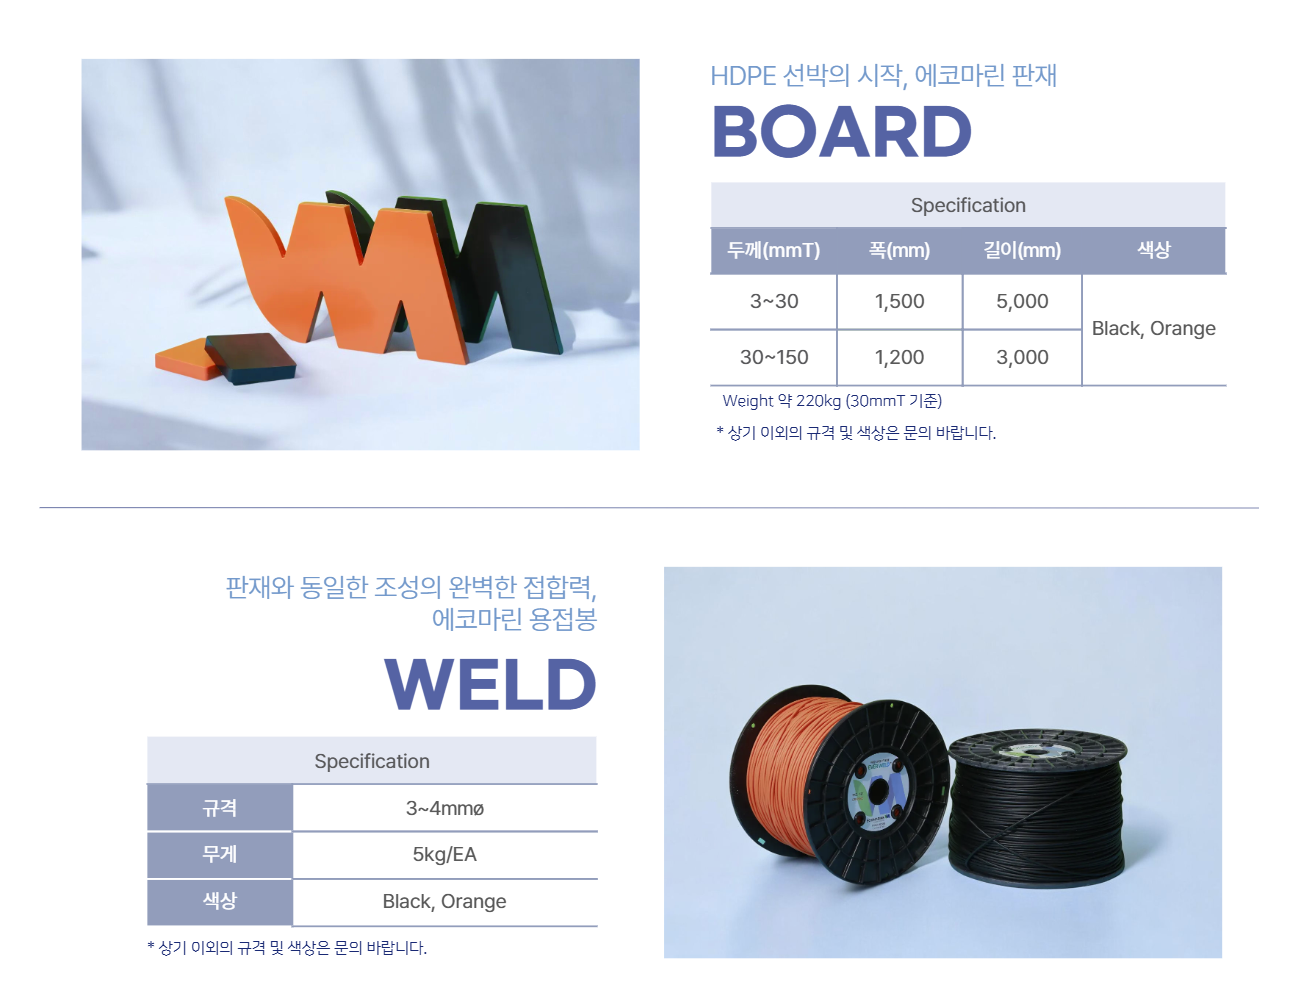 HDPE 선박의 시작, 에코마린 판재
BOARD
Specification
두께(mmT) 폭(mm) 길이(mm) 색상
3~30 1,500 5,000
Black, Orange
30~150 1,200 3,000
Weight 약 220kg (30mmT 기준)
* 상기 이외의 규격 및 색상은 문의 바랍니다.
판재와 동일한 조성의 완벽한 접합력,
에코마린 용접봉
WELD
Specification
규격 3~4mmø
무게 5kg/EA
색상 Black, Orange
* 상기 이외의 규격 및 색상은 문의 바랍니다.